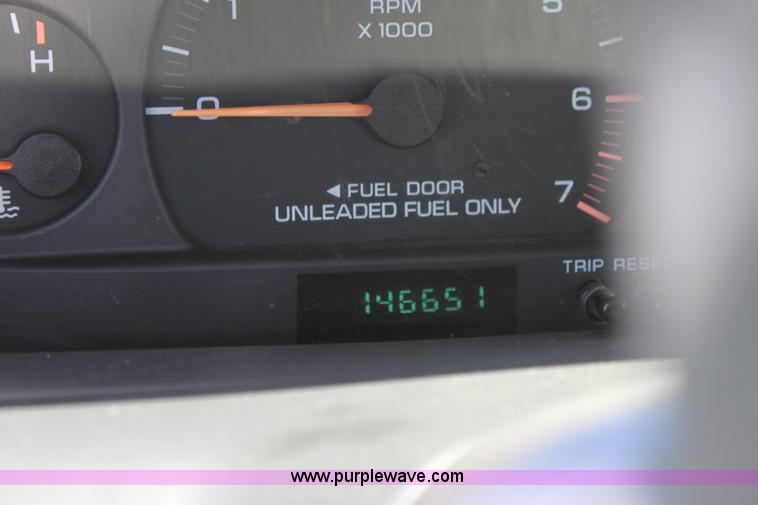 RPM
X 1000
1
5
H
0
6
7
◄ FUEL DOOR
UNLEADED FUEL ONLY
TRIP RESET
146651
www.purplewave.com